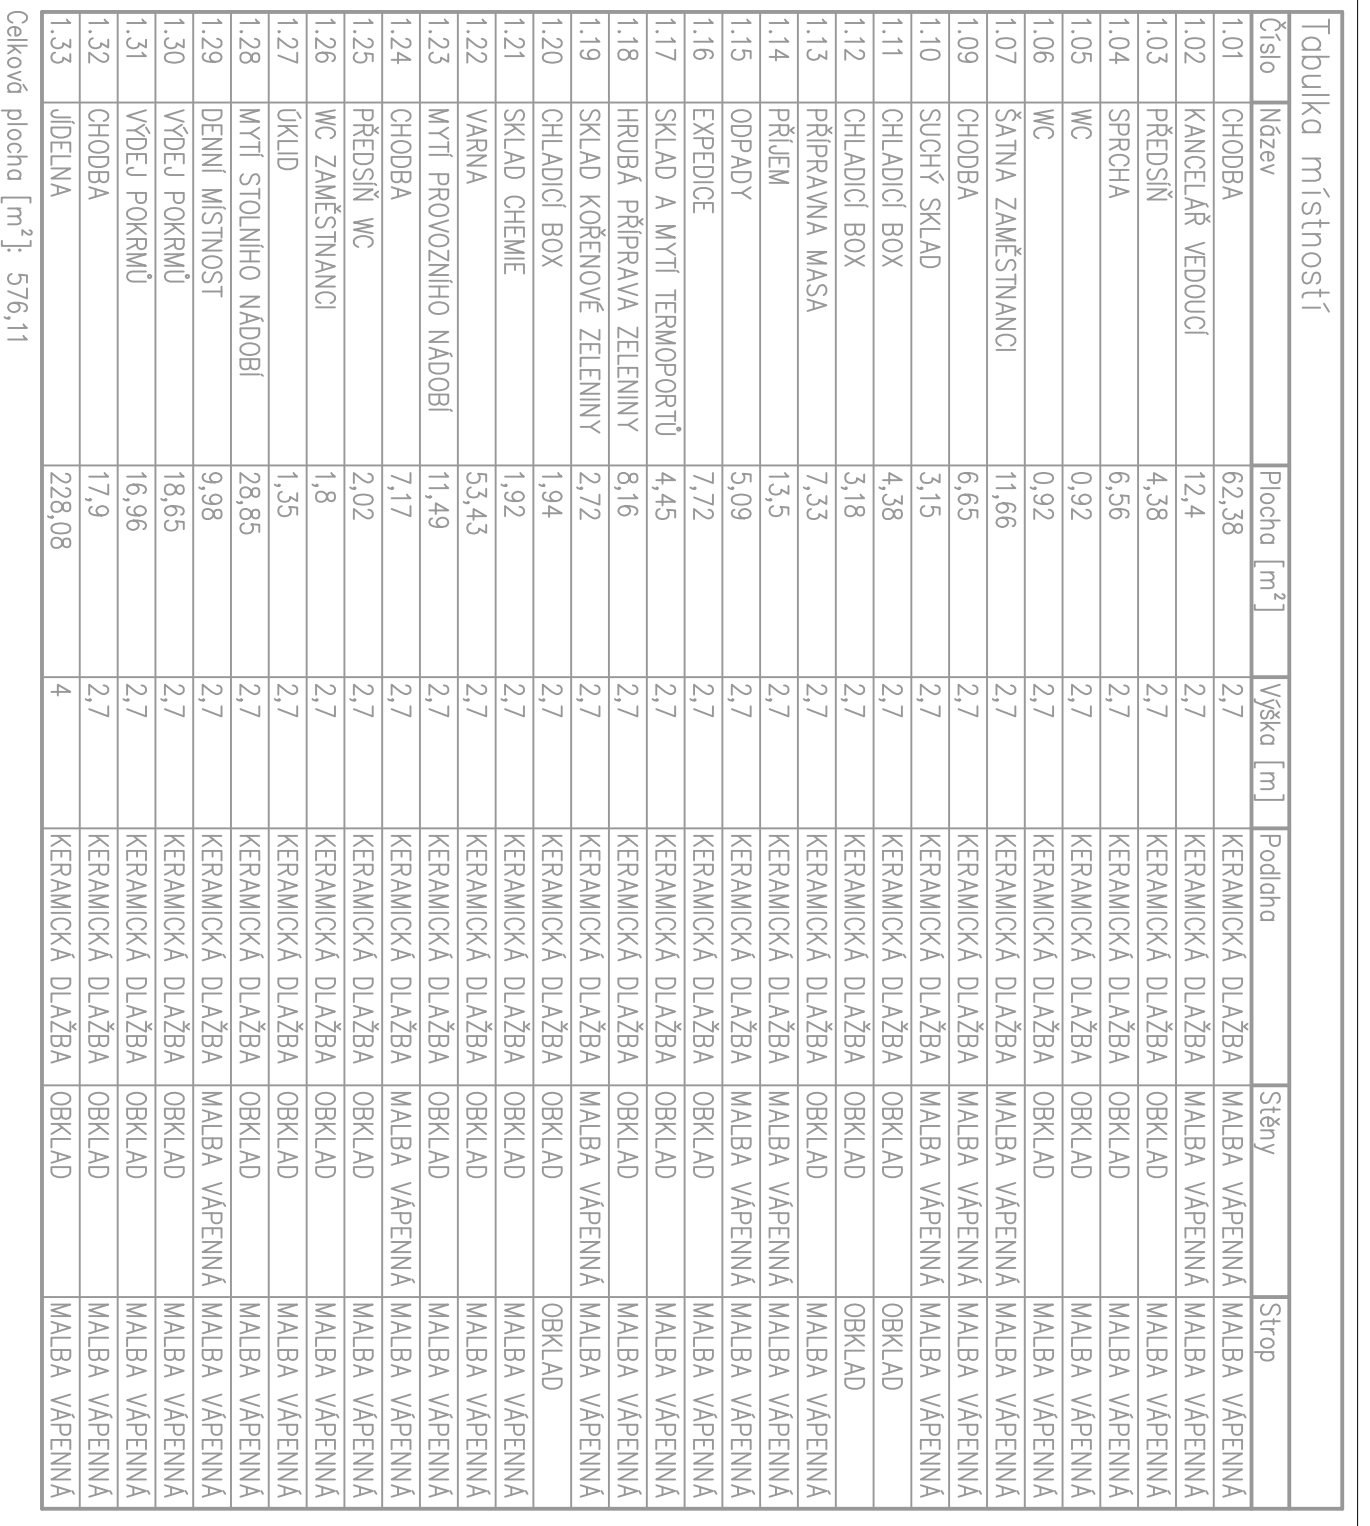 Tabulka místností
Číslo Název Plocha [m²] Výška [m] Podlaha Stěny Strop
1.01 CHODBA 62,38 2,7 KERAMICKÁ DLAŽBA MALBA VÁPENNÁ MALBA VÁPENNÁ
1.02 KANCELÁŘ VEDOUCÍ 12,4 2,7 KERAMICKÁ DLAŽBA MALBA VÁPENNÁ MALBA VÁPENNÁ
1.03 PŘEDSÍŇ 4,38 2,7 KERAMICKÁ DLAŽBA OBKLAD MALBA VÁPENNÁ
1.04 SPRCHA 6,56 2,7 KERAMICKÁ DLAŽBA OBKLAD MALBA VÁPENNÁ
1.05 WC 0,92 2,7 KERAMICKÁ DLAŽBA OBKLAD MALBA VÁPENNÁ
1.06 WC 0,92 2,7 KERAMICKÁ DLAŽBA OBKLAD MALBA VÁPENNÁ
1.07 ŠATNA ZAMĚSTNANCI 11,66 2,7 KERAMICKÁ DLAŽBA MALBA VÁPENNÁ MALBA VÁPENNÁ
1.09 CHODBA 6,65 2,7 KERAMICKÁ DLAŽBA MALBA VÁPENNÁ MALBA VÁPENNÁ
1.10 SUCHÝ SKLAD 3,15 2,7 KERAMICKÁ DLAŽBA MALBA VÁPENNÁ MALBA VÁPENNÁ
1.11 CHLADICÍ BOX 4,38 2,7 KERAMICKÁ DLAŽBA OBKLAD OBKLAD
1.12 CHLADICÍ BOX 3,18 2,7 KERAMICKÁ DLAŽBA OBKLAD OBKLAD
1.13 PŘÍPRAVNA MASA 7,33 2,7 KERAMICKÁ DLAŽBA OBKLAD MALBA VÁPENNÁ
1.14 PŘÍJEM 13,5 2,7 KERAMICKÁ DLAŽBA MALBA VÁPENNÁ MALBA VÁPENNÁ
1.15 ODPADY 5,09 2,7 KERAMICKÁ DLAŽBA MALBA VÁPENNÁ MALBA VÁPENNÁ
1.16 EXPEDICE 7,72 2,7 KERAMICKÁ DLAŽBA OBKLAD MALBA VÁPENNÁ
1.17 SKLAD A MYTÍ TERMOPORTŮ 4,45 2,7 KERAMICKÁ DLAŽBA OBKLAD MALBA VÁPENNÁ
1.18 HRUBÁ PŘÍPRAVA ZELENINY 8,16 2,7 KERAMICKÁ DLAŽBA OBKLAD MALBA VÁPENNÁ
1.19 SKLAD KOŘENOVÉ ZELENINY 2,72 2,7 KERAMICKÁ DLAŽBA MALBA VÁPENNÁ MALBA VÁPENNÁ
1.20 CHLADICÍ BOX 1,94 2,7 KERAMICKÁ DLAŽBA OBKLAD OBKLAD
1.21 SKLAD CHEMIE 1,92 2,7 KERAMICKÁ DLAŽBA OBKLAD MALBA VÁPENNÁ
1.22 VARNA 53,43 2,7 KERAMICKÁ DLAŽBA OBKLAD MALBA VÁPENNÁ
1.23 MYTÍ PROVOZNÍHO NÁDOBÍ 11,49 2,7 KERAMICKÁ DLAŽBA OBKLAD MALBA VÁPENNÁ
1.24 CHODBA 7,17 2,7 KERAMICKÁ DLAŽBA MALBA VÁPENNÁ MALBA VÁPENNÁ
1.25 PŘEDSÍŇ WC 2,02 2,7 KERAMICKÁ DLAŽBA OBKLAD MALBA VÁPENNÁ
1.26 WC ZAMĚSTNANCI 1,8 2,7 KERAMICKÁ DLAŽBA OBKLAD MALBA VÁPENNÁ
1.27 ÚKLID 1,35 2,7 KERAMICKÁ DLAŽBA OBKLAD MALBA VÁPENNÁ
1.28 MYTÍ STOLNÍHO NÁDOBÍ 28,85 2,7 KERAMICKÁ DLAŽBA OBKLAD MALBA VÁPENNÁ
1.29 DENNÍ MÍSTNOST 9,98 2,7 KERAMICKÁ DLAŽBA MALBA VÁPENNÁ MALBA VÁPENNÁ
1.30 VÝDEJ POKRMŮ 18,65 2,7 KERAMICKÁ DLAŽBA OBKLAD MALBA VÁPENNÁ
1.31 VÝDEJ POKRMŮ 16,96 2,7 KERAMICKÁ DLAŽBA OBKLAD MALBA VÁPENNÁ
1.32 CHODBA 17,9 2,7 KERAMICKÁ DLAŽBA OBKLAD MALBA VÁPENNÁ
1.33 JÍDELNA 228,08 4 KERAMICKÁ DLAŽBA OBKLAD MALBA VÁPENNÁ
Celková plocha [m²]: 576,11